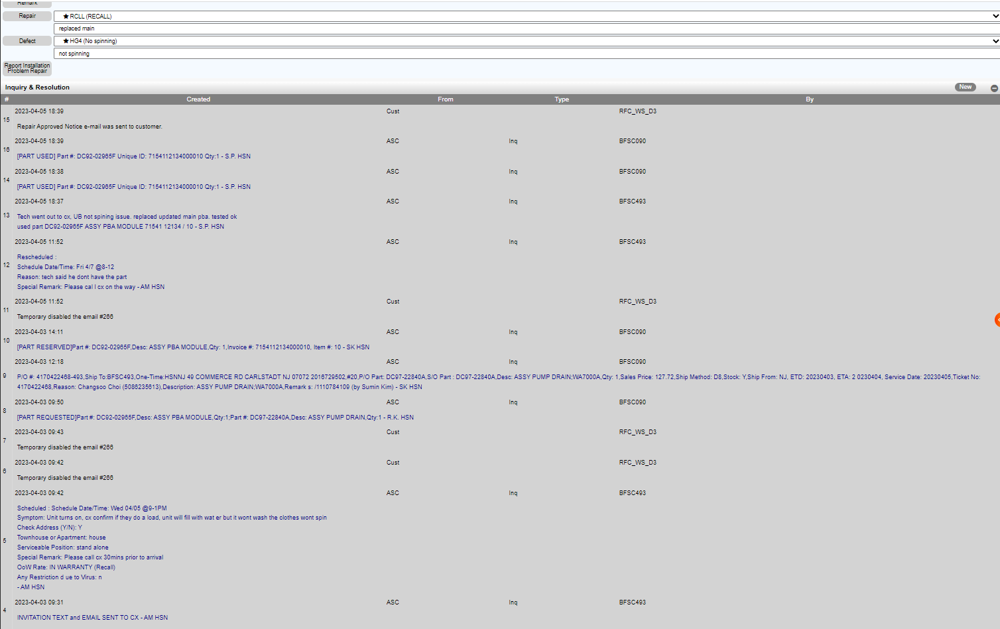 Remark
Repair
★ RCLL (RECALL)
replaced main
Defect
★ HG4 (No spinning)
not spinning
Report Installation
Problem Repair
Inquiry & Resolution
New
# Created From Type By
15 2023-04-05 18:39 Cust RFC_WS_D3
Repair Approved Notice e-mail was sent to customer.
16 2023-04-05 18:39 ASC Inq BFSC090
[PART USED] Part #: DC92-02965F Unique ID: 7154112134000010 Qty:1 - S.P. HSN
14 2023-04-05 18:38 ASC Inq BFSC090
[PART USED] Part #: DC92-02965F Unique ID: 7154112134000010 Qty:1 - S.P. HSN
13 2023-04-05 18:37 ASC Inq BFSC493
Tech went out to cx, UB not spining issue. replaced updated main pba. tested ok
used part DC92-02965F ASSY PBA MODULE 71541 12134 / 10 - S.P. HSN
12 2023-04-05 11:52 ASC Inq BFSC493
Rescheduled :
Schedule Date/Time: Fri 4/7 @8-12
Reason: tech said he dont have the part
Special Remark: Please cal l cx on the way - AM HSN
11 2023-04-05 11:52 Cust RFC_WS_D3
Temporary disabled the email #266
10 2023-04-03 14:11 ASC Inq BFSC090
[PART RESERVED]Part #: DC92-02965F,Desc: ASSY PBA MODULE,Qty: 1,Invoice #: 7154112134000010, Item #: 10 - SK HSN
9 2023-04-03 12:18 ASC Inq BFSC090
P/O #: 4170422468-493,Ship To:BFSC493,One-Time:HSNNJ 49 COMMERCE RD CARLSTADT NJ 07072 2016729502,#20,P/O Part: DC97-22840A,S/O Part : DC97-22840A,Desc: ASSY PUMP DRAIN;WA7000A,Qty: 1,Sales Price: 127.72,Ship Method: D8,Stock: Y,Ship From: NJ, ETD: 20230403, ETA: 2 0230404, Service Date: 20230405,Ticket No:
4170422468,Reason: Changsoo Choi (5086235613),Description: ASSY PUMP DRAIN;WA7000A,Remark s: /1110784109 (by Sumin Kim) - SK HSN
8 2023-04-03 09:50 ASC Inq BFSC090
[PART REQUESTED]Part #: DC92-02965F,Desc: ASSY PBA MODULE,Qty:1;Part #: DC97-22840A,Desc: ASSY PUMP DRAIN,Qty:1 - R.K. HSN
7 2023-04-03 09:43 Cust RFC_WS_D3
Temporary disabled the email #266
6 2023-04-03 09:42 Cust RFC_WS_D3
Temporary disabled the email #266
5 2023-04-03 09:42 ASC Inq BFSC493
Scheduled : Schedule Date/Time: Wed 04/05 @9-1PM
Symptom: Unit turns on, cx confirm if they do a load, unit will fill with wat er but it wont wash the clothes wont spin
Check Address (Y/N): Y
Townhouse or Apartment: house
Serviceable Position: stand alone
Special Remark: Please call cx 30mins prior to arrival
OoW Rate: IN WARRANTY (Recall)
Any Restriction d ue to Virus: n
- AM HSN
4 2023-04-03 09:31 ASC Inq BFSC493
INVITATION TEXT and EMAIL SENT TO CX - AM HSN